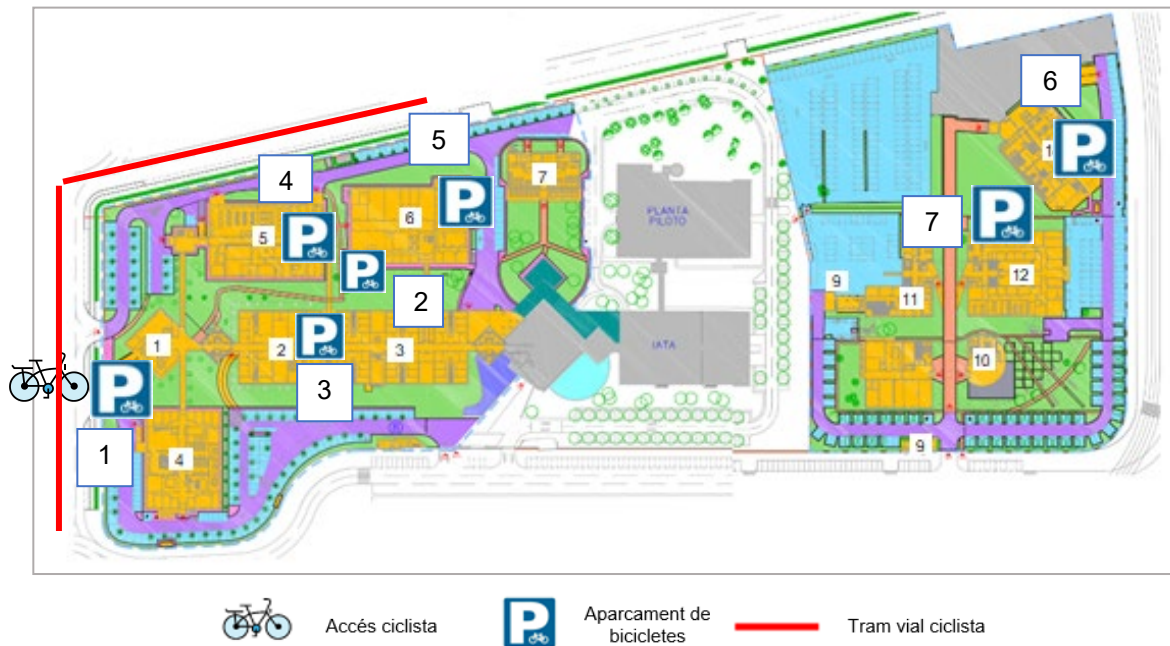 6
5
P
P
7
4
P
6
PLANTA
PILOTO
P
5
P
7
P
2
9
11
12
1
2
P
3
IATA
P
3
10
1
4
9
P
Accés ciclista
Aparcament de
bicicletes
Tram vial ciclista